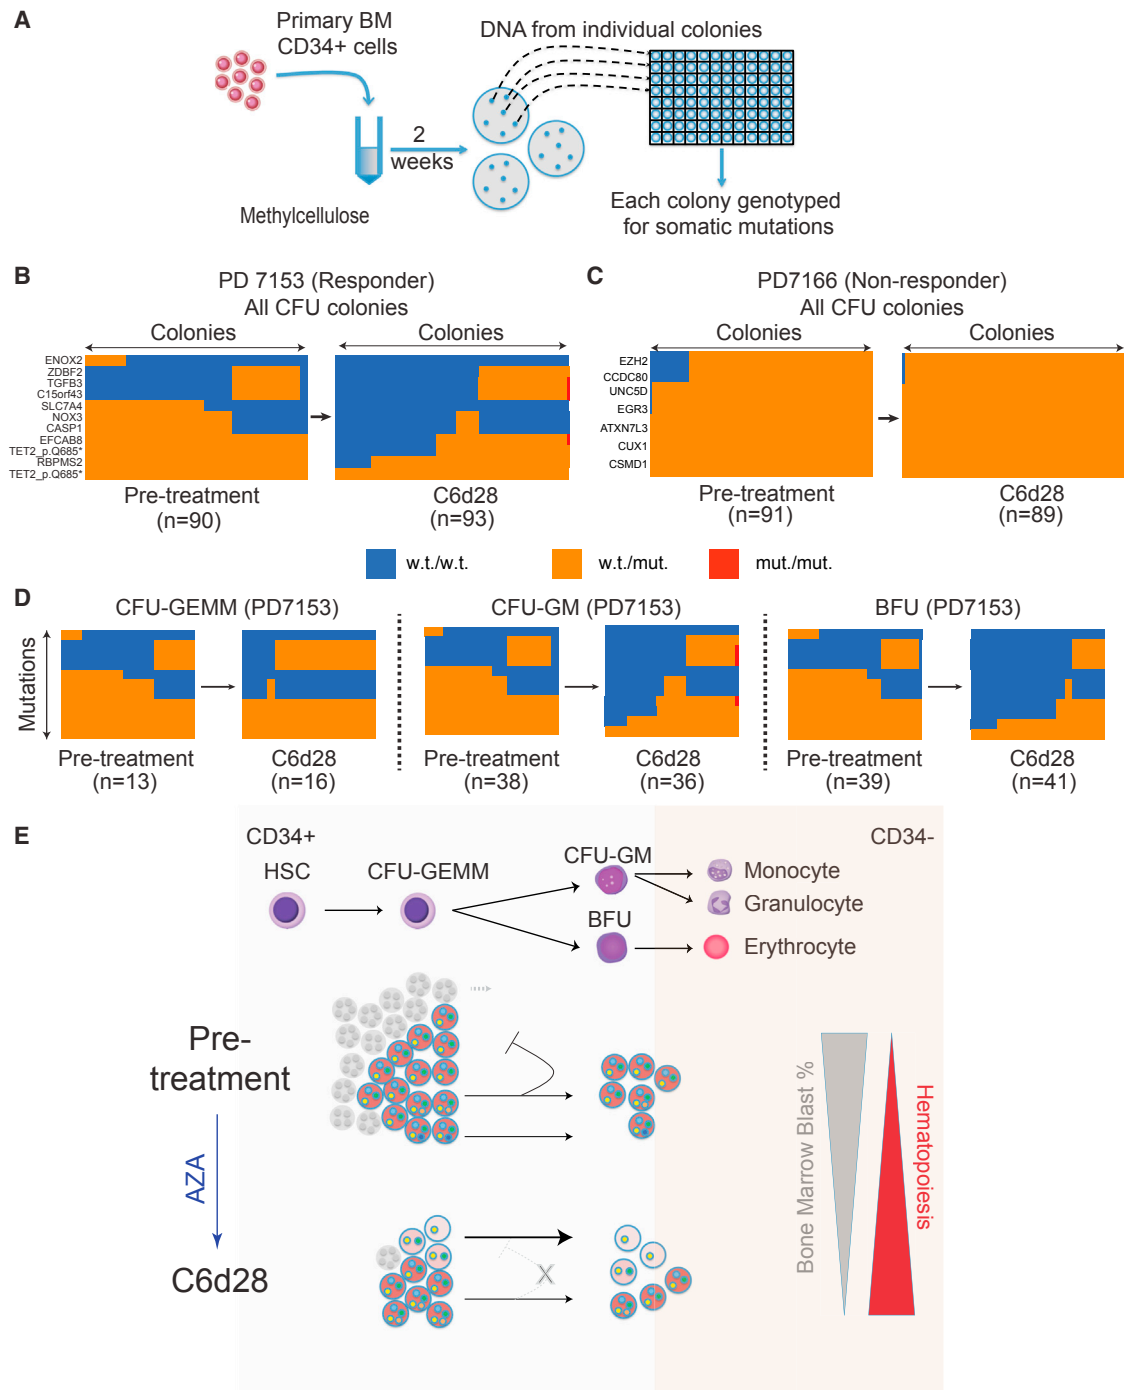 A
Primary BM
CD34+ cells
DNA from individual colonies
2
weeks
Methylcellulose
Each colony genotyped
for somatic mutations
B
PD 7153 (Responder)
All CFU colonies
Colonies
Colonies
ENOX2
ZDBF2
TGFB3
C15orf43
SLC7A4
NOX3
CASP1
EFCAB8
TET2_p.Q685*
RBPMS2
TET2_p.Q685*
Pre-treatment
(n=90)
C6d28
(n=93)
C
PD7166 (Non-responder)
All CFU colonies
Colonies
Colonies
EZH2
CCDC80
UNC5D
EGR3
ATXN7L3
CUX1
CSMD1
Pre-treatment
(n=91)
C6d28
(n=89)
w.t./w.t.
w.t./mut.
mut./mut.
D
CFU-GEMM (PD7153)
CFU-GM (PD7153)
BFU (PD7153)
Mutations
Pre-treatment
(n=13)
C6d28
(n=16)
Pre-treatment
(n=38)
C6d28
(n=36)
Pre-treatment
(n=39)
C6d28
(n=41)
E
CD34+
CD34-
HSC
CFU-GEMM
CFU-GM
BFU
Monocyte
Granulocyte
Erythrocyte
Pre-
treatment
AZA
C6d28
X
Bone Marrow Blast %
Hematopoiesis